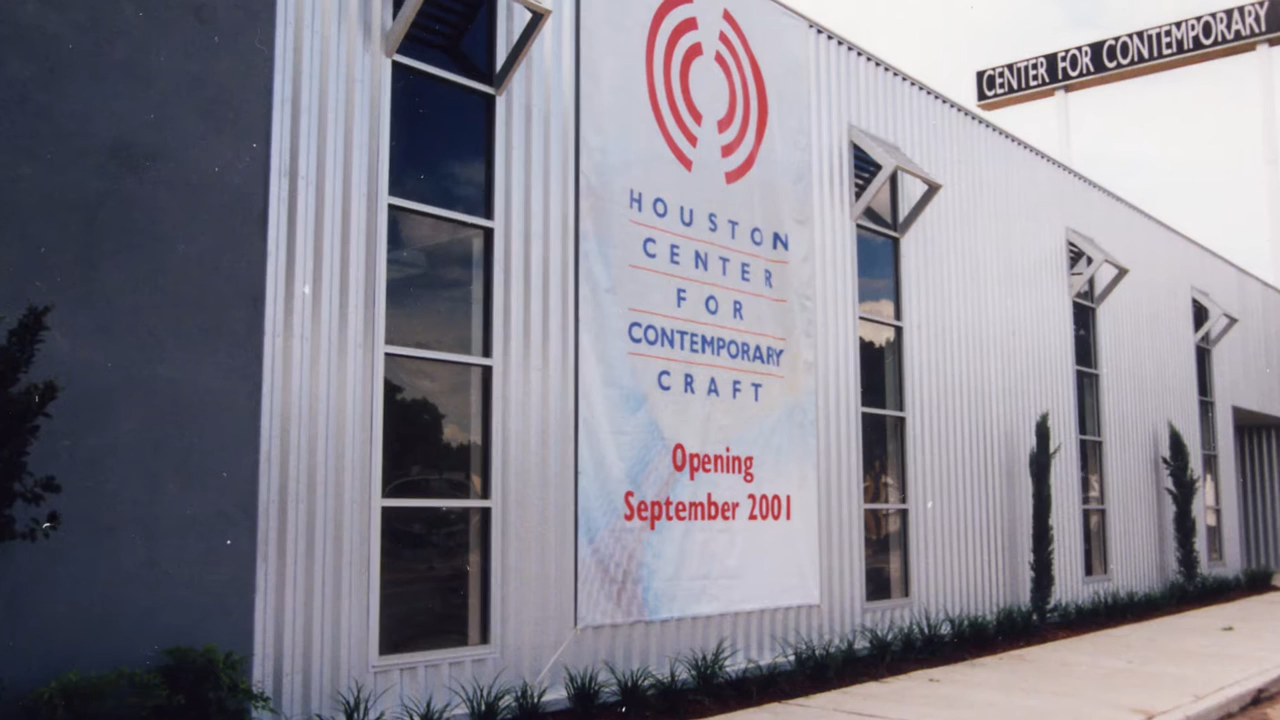 CENTER FOR CONTEMPORARY
HOUSTON
CENTER
FOR
CONTEMPORARY
CRAFT
Opening
September 2001